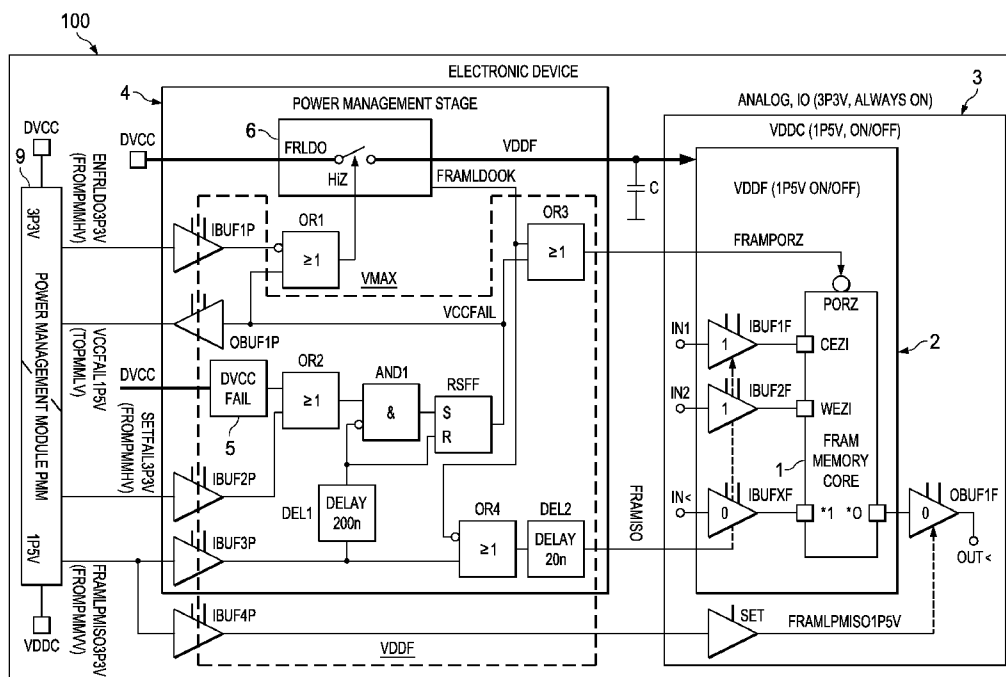 100
ELECTRONIC DEVICE
4
POWER MANAGEMENT STAGE
ANALOG, IO (3P3V, ALWAYS ON)
3
VDDC (1P5V, ON/OFF)
DVCC
9
DVCC
6
FRLDO
HiZ
VDDF
FRAMLDOOK
C
VDDF (1P5V ON/OFF)
3P3V
ENFRLDO3P3V
(FROMPMMHV)
IBUF1P
OR1
≥1
VMAX
OR3
≥1
FRAMPORZ
PORZ
POWER MANAGEMENT MODULE PMM
VCCFAIL1P5V
(TOPMMLV)
OBUF1P
VCCFAIL
IN1
1
IBUF1F
CEZI
2
DVCC
DVCC
FAIL
5
OR2
≥1
AND1
&
RSFF
S
R
IN2
1
IBUF2F
WEZI
SETFAIL3P3V
(FROMPMMHV)
IBUF2P
DEL1
DELAY
200n
FRAM
MEMORY
CORE
1
IN<
0
IBUFXF
*1 *O
OBUF1F
0
OUT<
1P5V
IBUF3P
OR4
≥1
DEL2
DELAY
20n
FRAMISO
VDDC
FRAMLPMISO3P3V
(FROMPMMVV)
IBUF4P
VDDF
SET
FRAMLPMISO1P5V